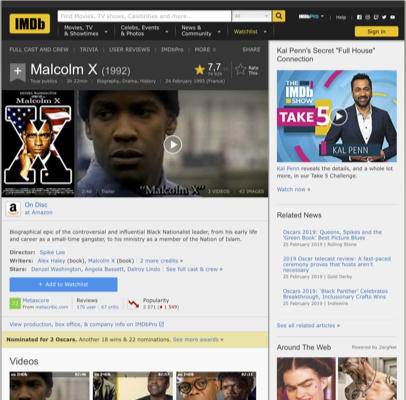 IMDb
Find Movies, TV shows, Celebrities and more...
All
Movies, TV
& Showtimes
Celebs, Events
& Photos
News &
Community
Watchlist
IMDbPro
Help
Sign in
FULL CAST AND CREW | TRIVIA | USER REVIEWS | IMDbPro | MORE
SHARE
Malcolm X (1992)
Tous publics | 3h 22min | Biography, Drama, History | 24 February 1993 (France)
7,7
Rate
This
DENZEL WASHINGTON
Malcolm X
"Malcolm X"
2:46 | Trailer
3 VIDEOS | 43 IMAGES
On Disc
at Amazon
Biographical epic of the controversial and influential Black Nationalist leader, from his early life
and career as a small-time gangster, to his ministry as a member of the Nation of Islam.
Director: Spike Lee
Writers: Alex Haley (book), Malcolm X (book) | 2 more credits »
Stars: Denzel Washington, Angela Bassett, Delroy Lindo | See full cast & crew »
+ Add to Watchlist
Metascore
From metacritic.com
Reviews
176 user | 67 critic
Popularity
2 071 (1 549)
View production, box office, & company info on IMDbPro
Nominated for 2 Oscars. Another 18 wins & 22 nominations. See more awards »
Videos
Kal Penn's Secret "Full House"
Connection
THE IMDb SHOW
TAKE 5
KAL PENN
Kal Penn reveals the details, and a whole lot
more, in our Take 5 Challenge.
Watch now »
Related News
Oscars 2019: Queens, Spikes and the
'Green Book' Best Picture Blues
25 February 2019 | Rolling Stone
2019 Oscar telecast review: A fast-paced
ceremony proves that hosts aren't
necessary
25 February 2019 | Gold Derby
Oscars 2019: 'Black Panther' Celebrates
Breakthrough, Inclusionary Crafts Wins
25 February 2019 | Indiewire
See all related articles »
Around The Web
Powered by ZergNet